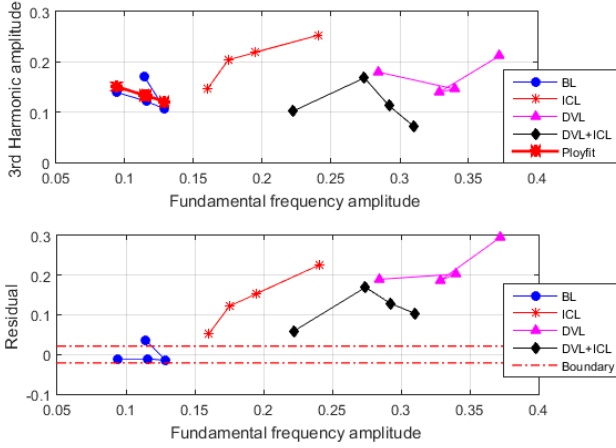 3rd Harmonic amplitude
0.3
0.2
0.1
0
0.05
0.1
0.15
0.2
0.25
0.3
0.35
0.4
Fundamental frequency amplitude
BL
ICL
DVL
DVL+ICL
Ployfit
Residual
0.3
0.2
0.1
0
-0.1
0.05
0.1
0.15
0.2
0.25
0.3
0.35
0.4
Fundamental frequency amplitude
BL
ICL
DVL
DVL+ICL
Boundary